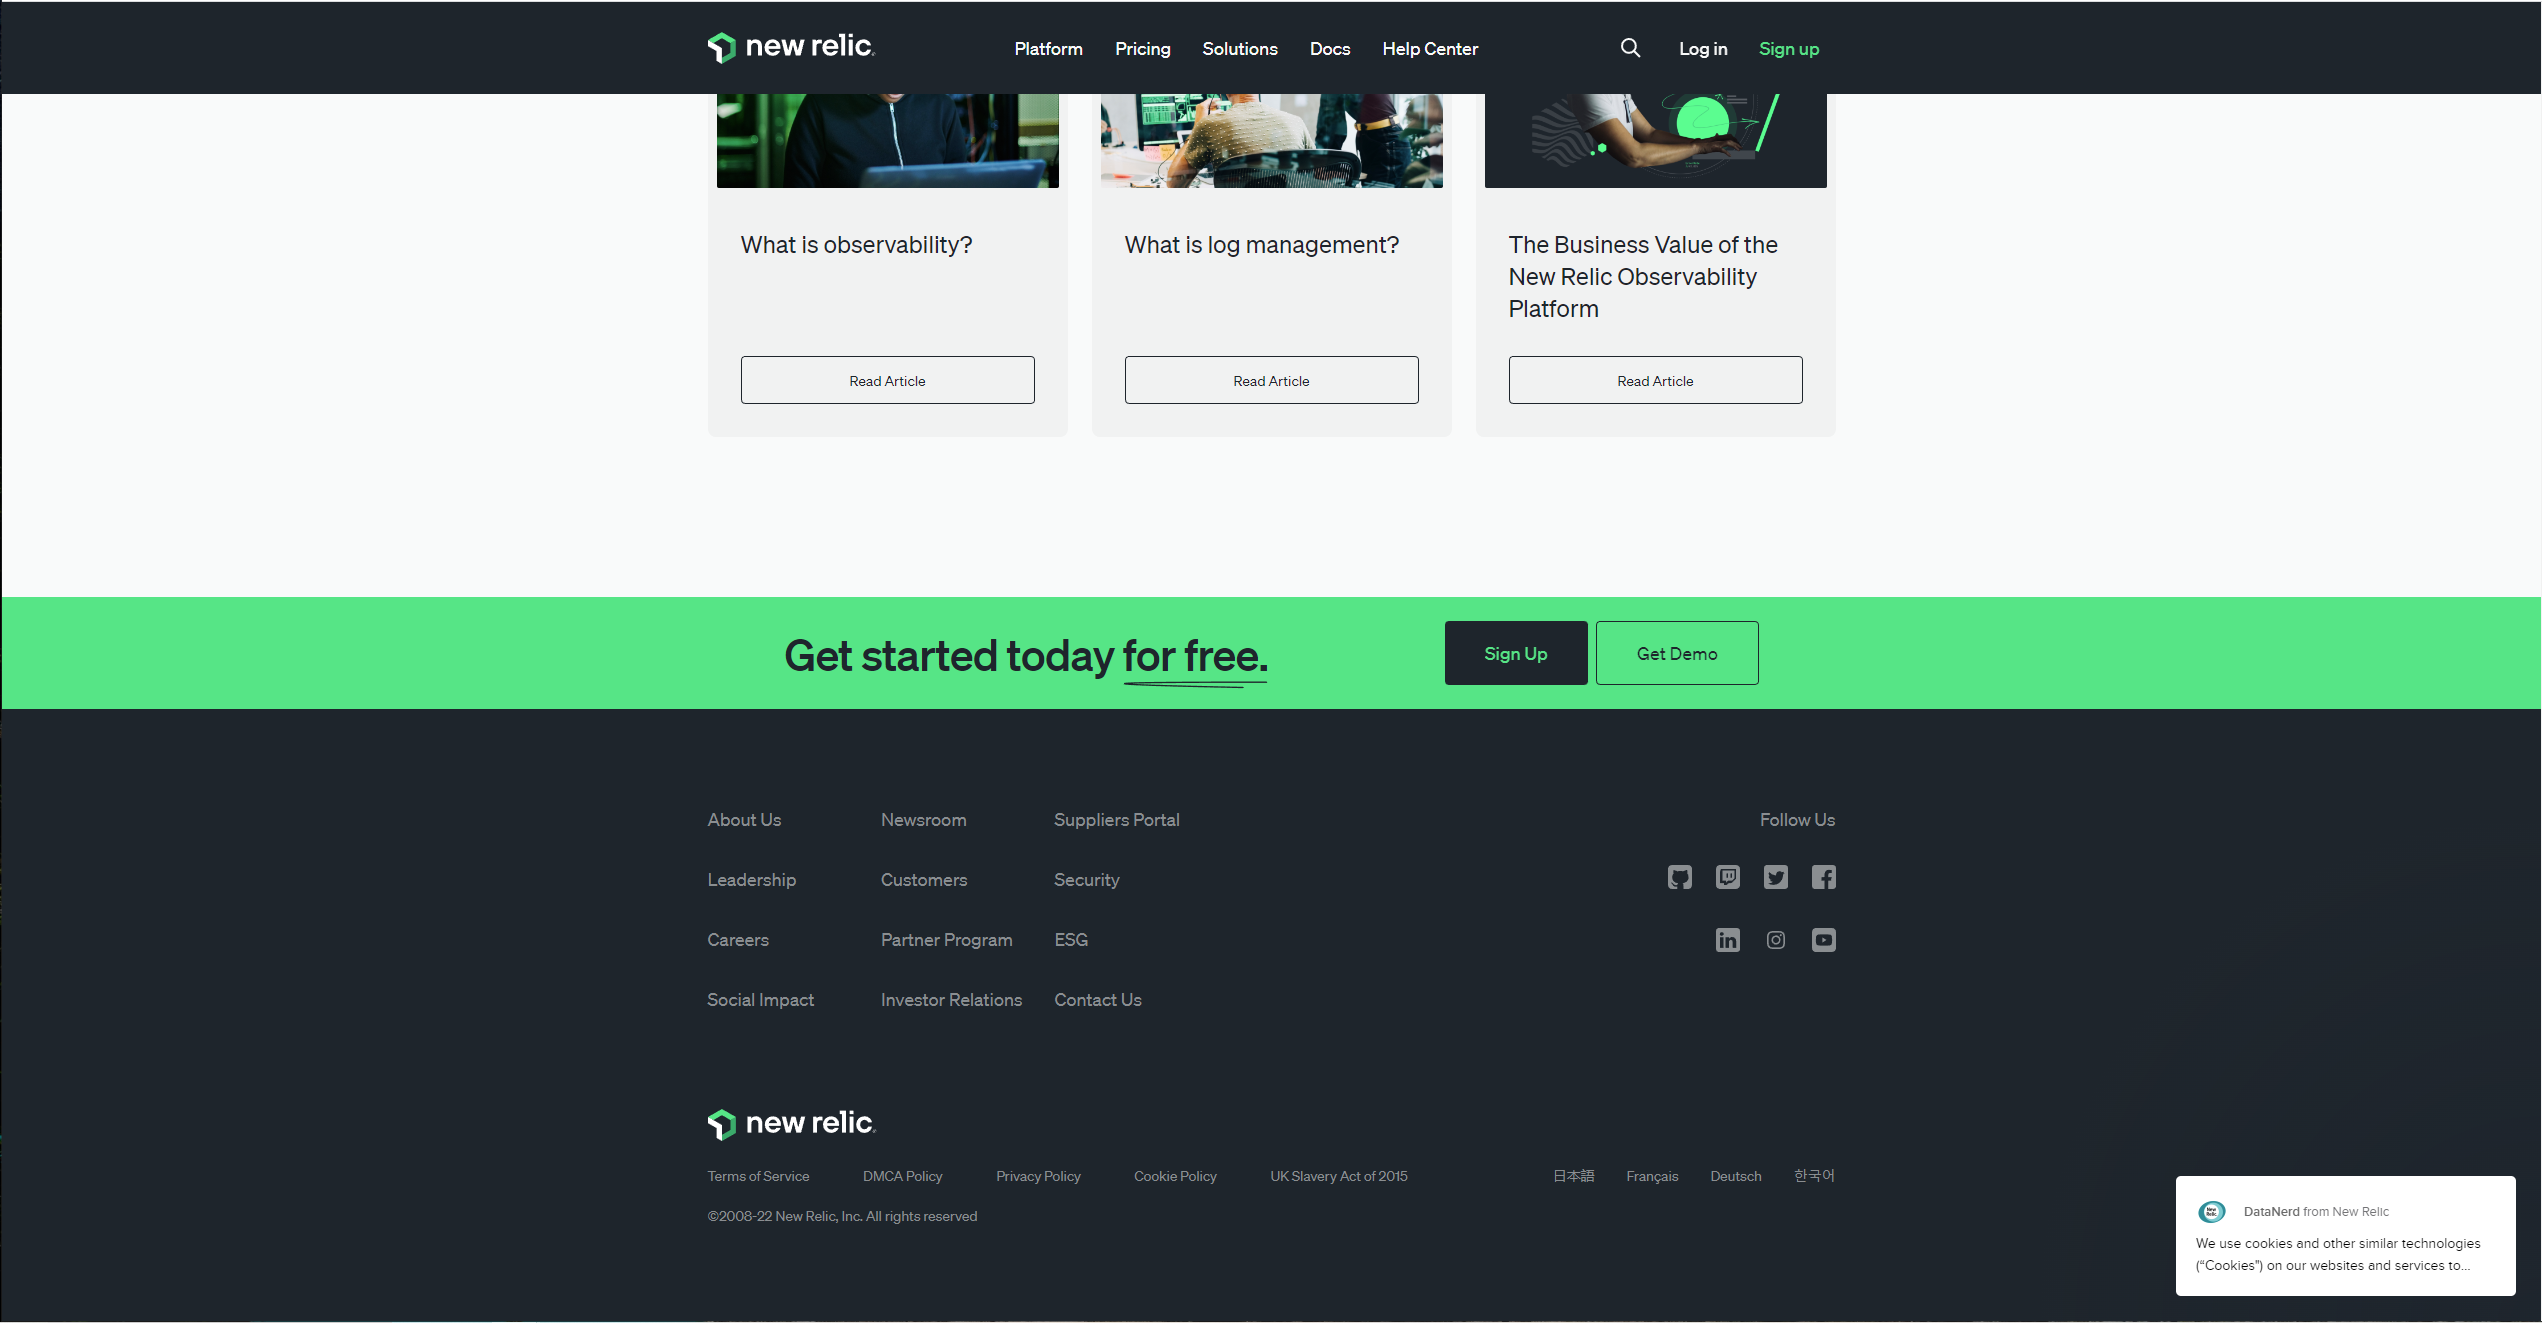 new relic
Platform Pricing Solutions Docs Help Center Log in Sign up
What is observability?
What is log management?
The Business Value of the
New Relic Observability
Platform
Read Article
Read Article
Read Article
Get started today for free.
Sign Up
Get Demo
About Us
Leadership
Careers
Social Impact
Newsroom
Customers
Partner Program
Investor Relations
Suppliers Portal
Security
ESG
Contact Us
Follow Us
in
new relic
Terms of Service DMCA Policy Privacy Policy Cookie Policy UK Slavery Act of 2015 日本語 Français Deutsch 한국어
©2008-22 New Relic, Inc. All rights reserved
New Relic
DataNerd from New Relic
We use cookies and other similar technologies
(“Cookies”) on our websites and services to...